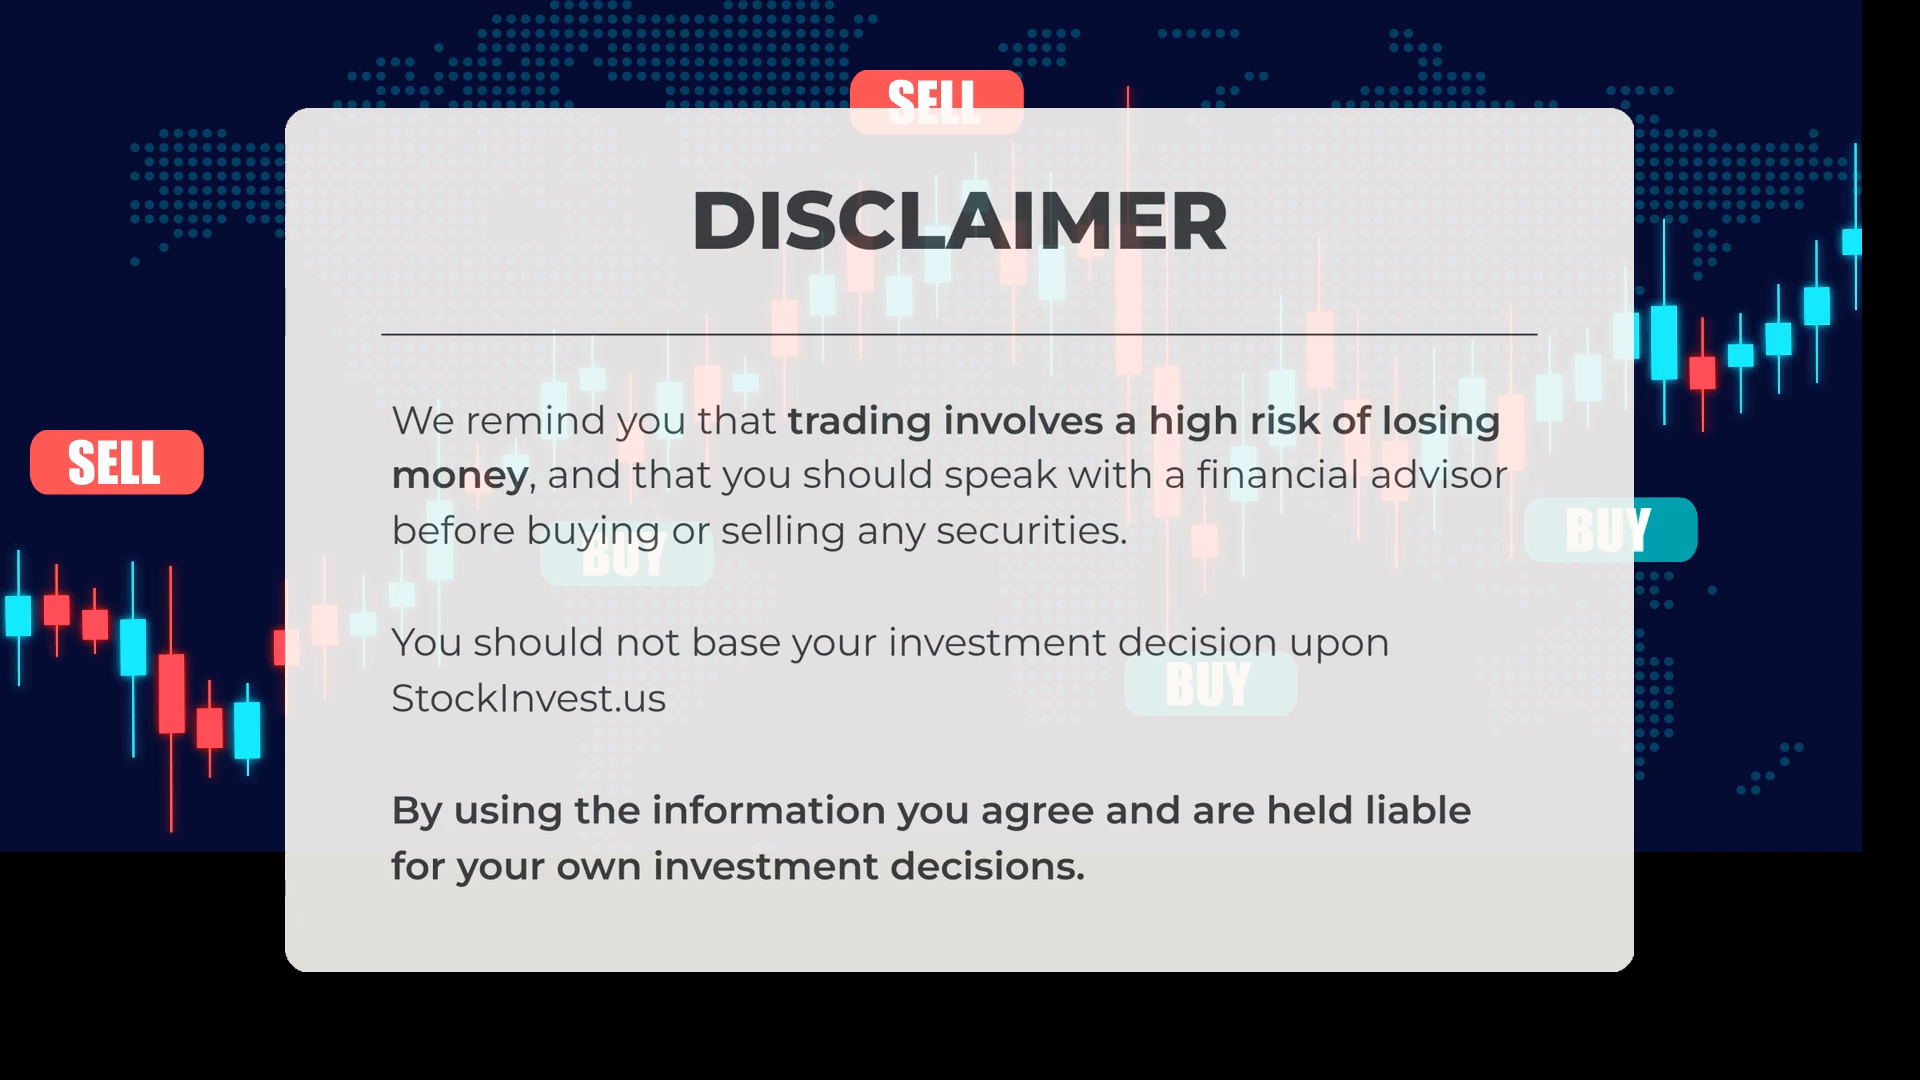 SELL
DISCLAIMER
We remind you that trading involves a high risk of losing
money, and that you should speak with a financial advisor
before buying or selling any securities.
SELL
BUY
BUY
You should not base your investment decision upon
StockInvest.us
BUY
By using the information you agree and are held liable
for your own investment decisions.